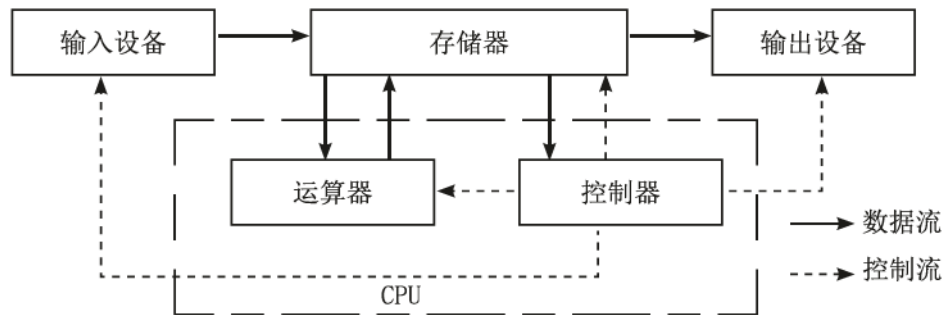 输入设备
存储器
输出设备
运算器
控制器
数据流
控制流
CPU